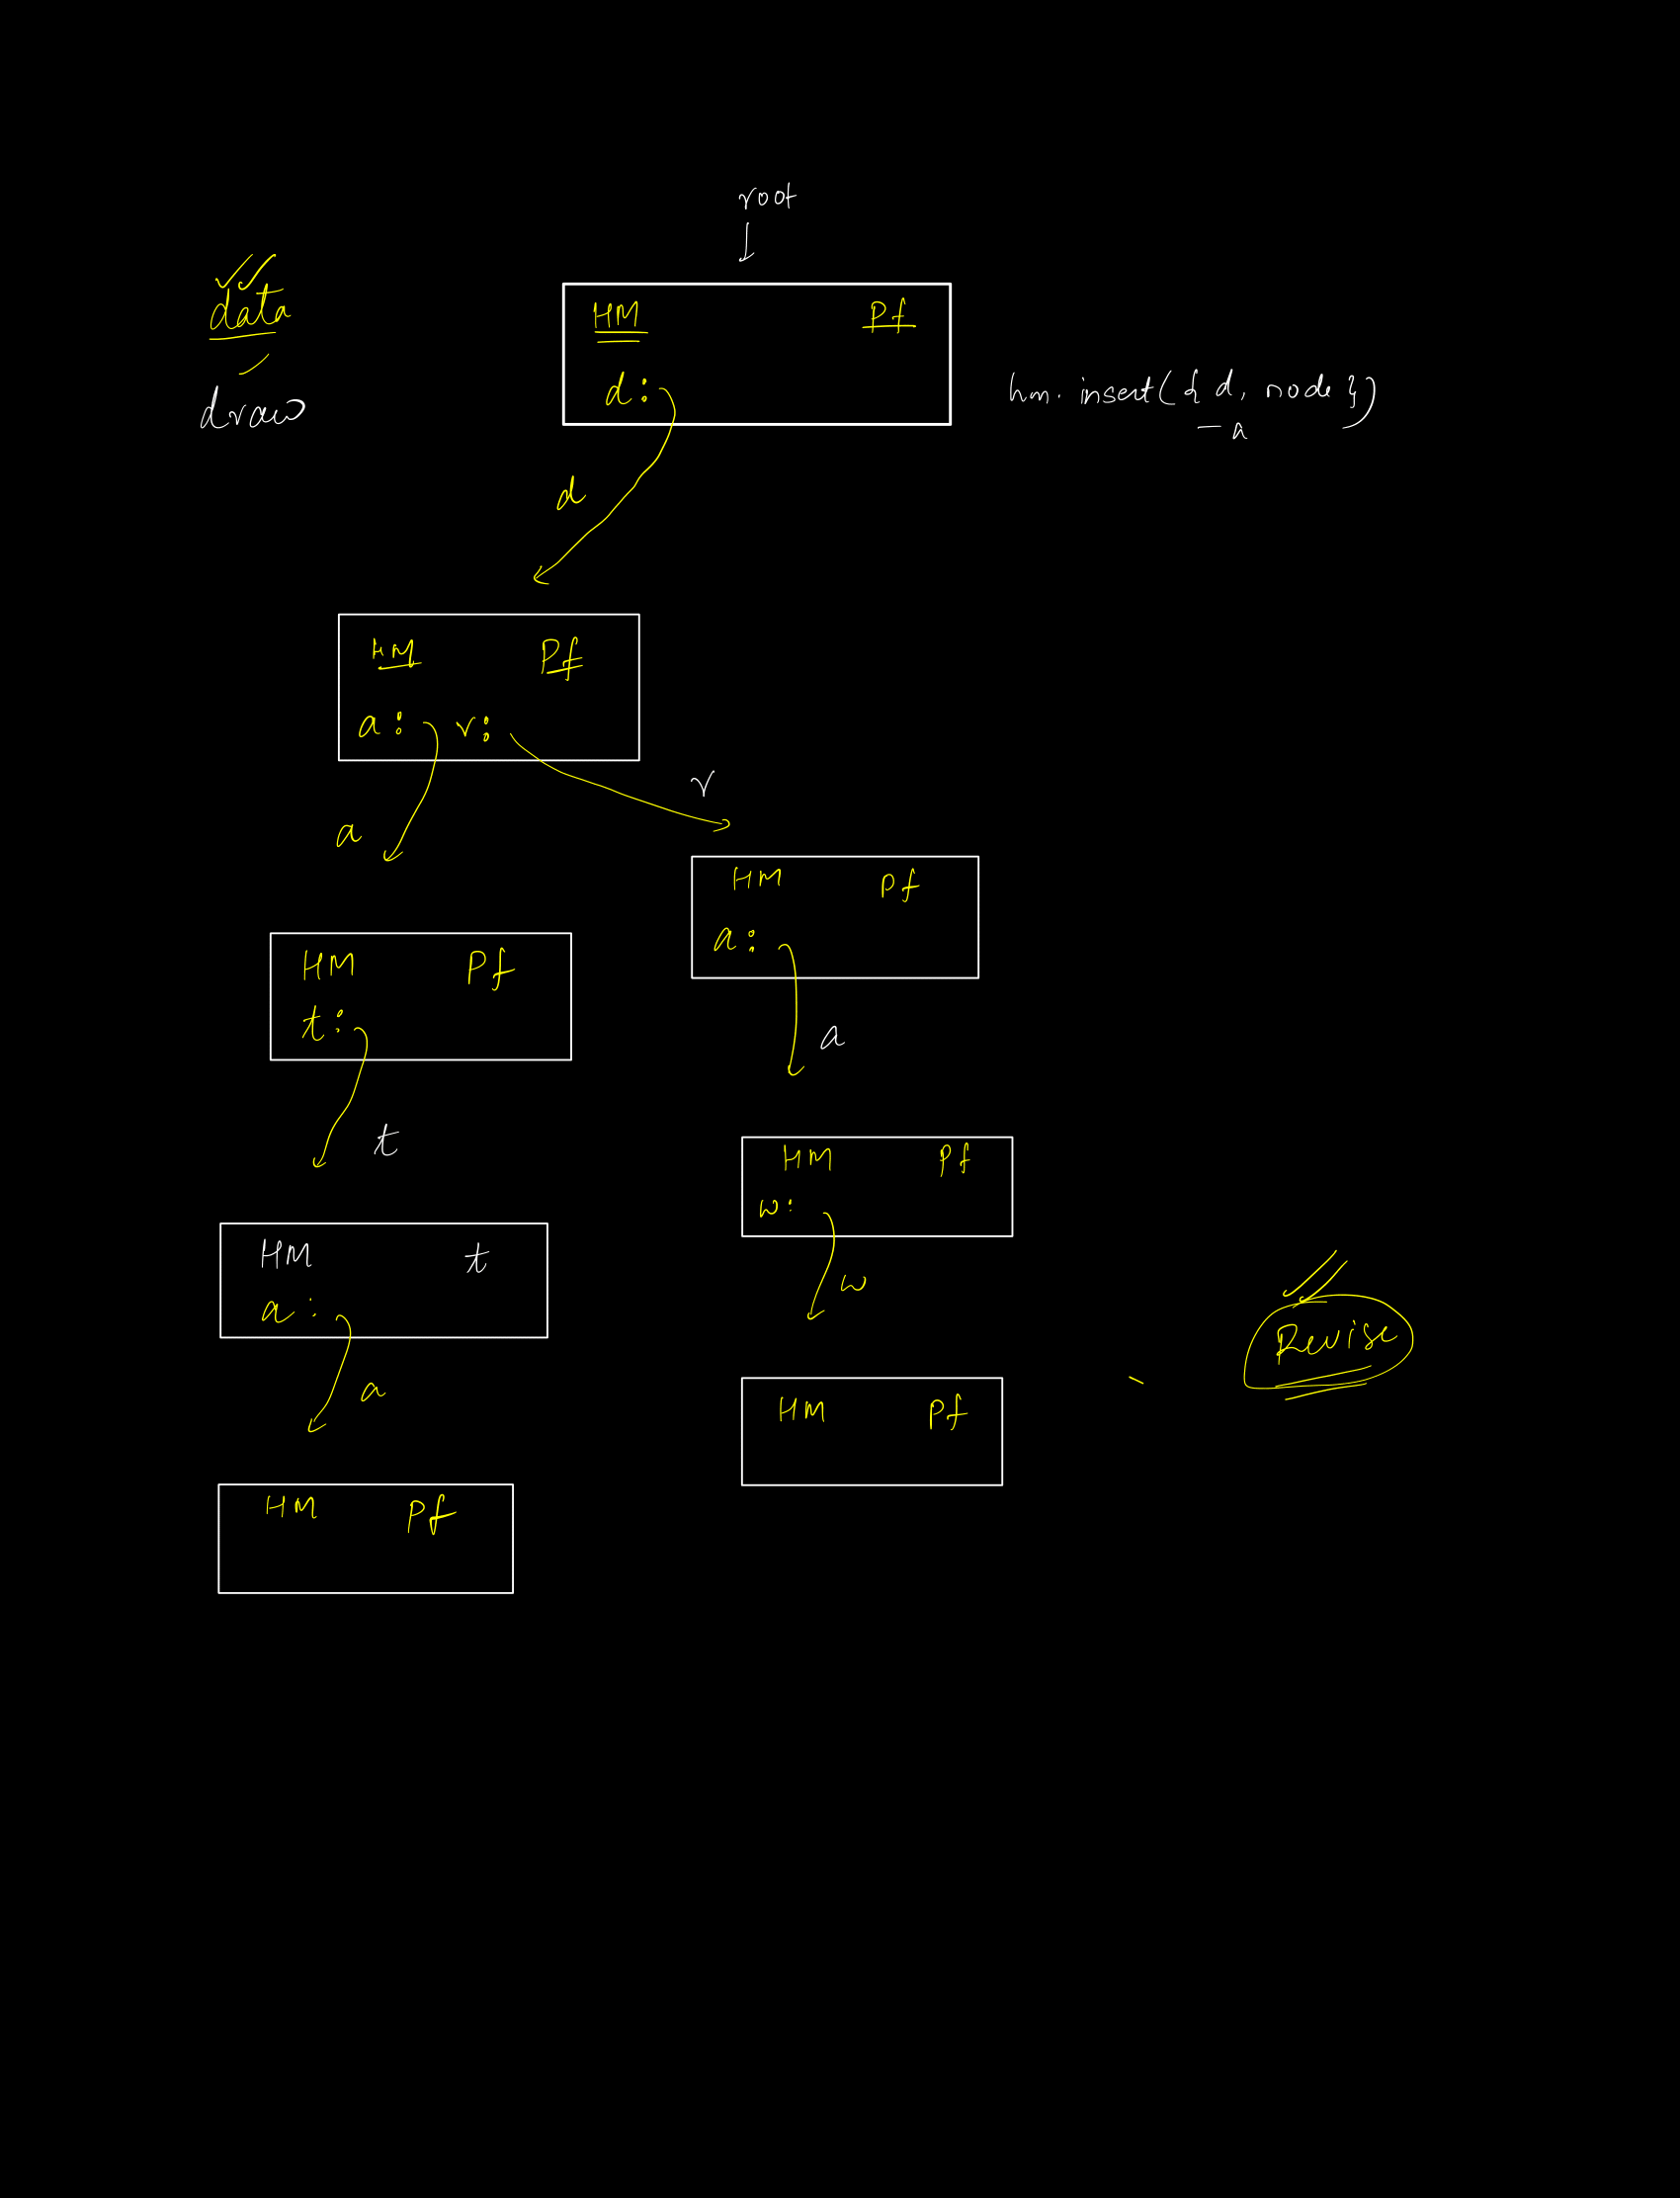 root
data
HM Pf
d:
draw
hm. insert( { d, node } )
a
d
HM Pf
a: r:
r
a
HM Pf
a:
HM Pf
t:
a
t
HM Pf
w:
HM t
a:
w
Revise
a
HM Pf
HM Pf